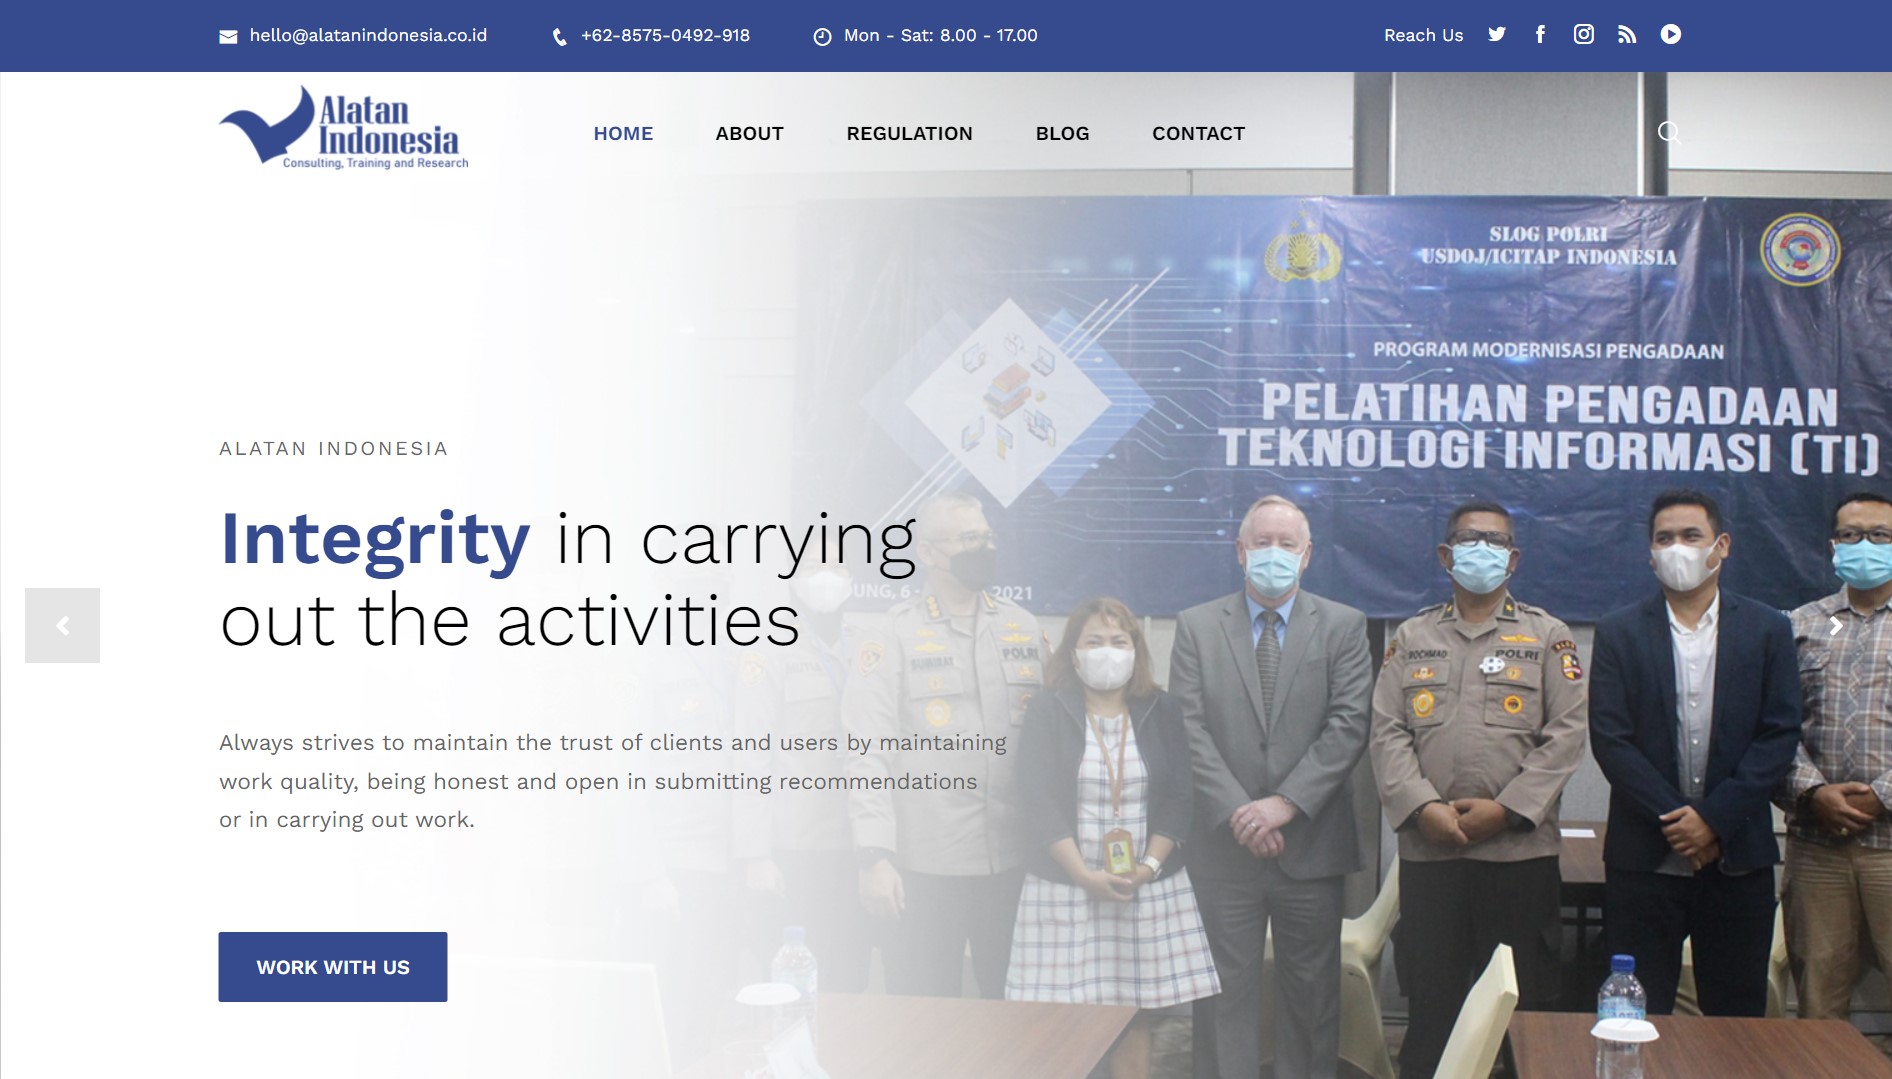 hello@alatanindonesia.co.id
+62-8575-0492-918
Mon - Sat: 8.00 - 17.00
Reach Us
Alatan
Indonesia
Consulting, Training and Research
HOME
ABOUT
REGULATION
BLOG
CONTACT
SLOG POLRI
USDOJ/ICITAP INDONESIA
PROGRAM MODERNISASI PENGADAAN
PELATIHAN PENGADAAN
TEKNOLOGI INFORMASI (TI)
2021
ALATAN INDONESIA
Integrity in carrying
out the activities
POLRI
ROCHMAD
POLRI
Always strives to maintain the trust of clients and users by maintaining
work quality, being honest and open in submitting recommendations
or in carrying out work.
WORK WITH US